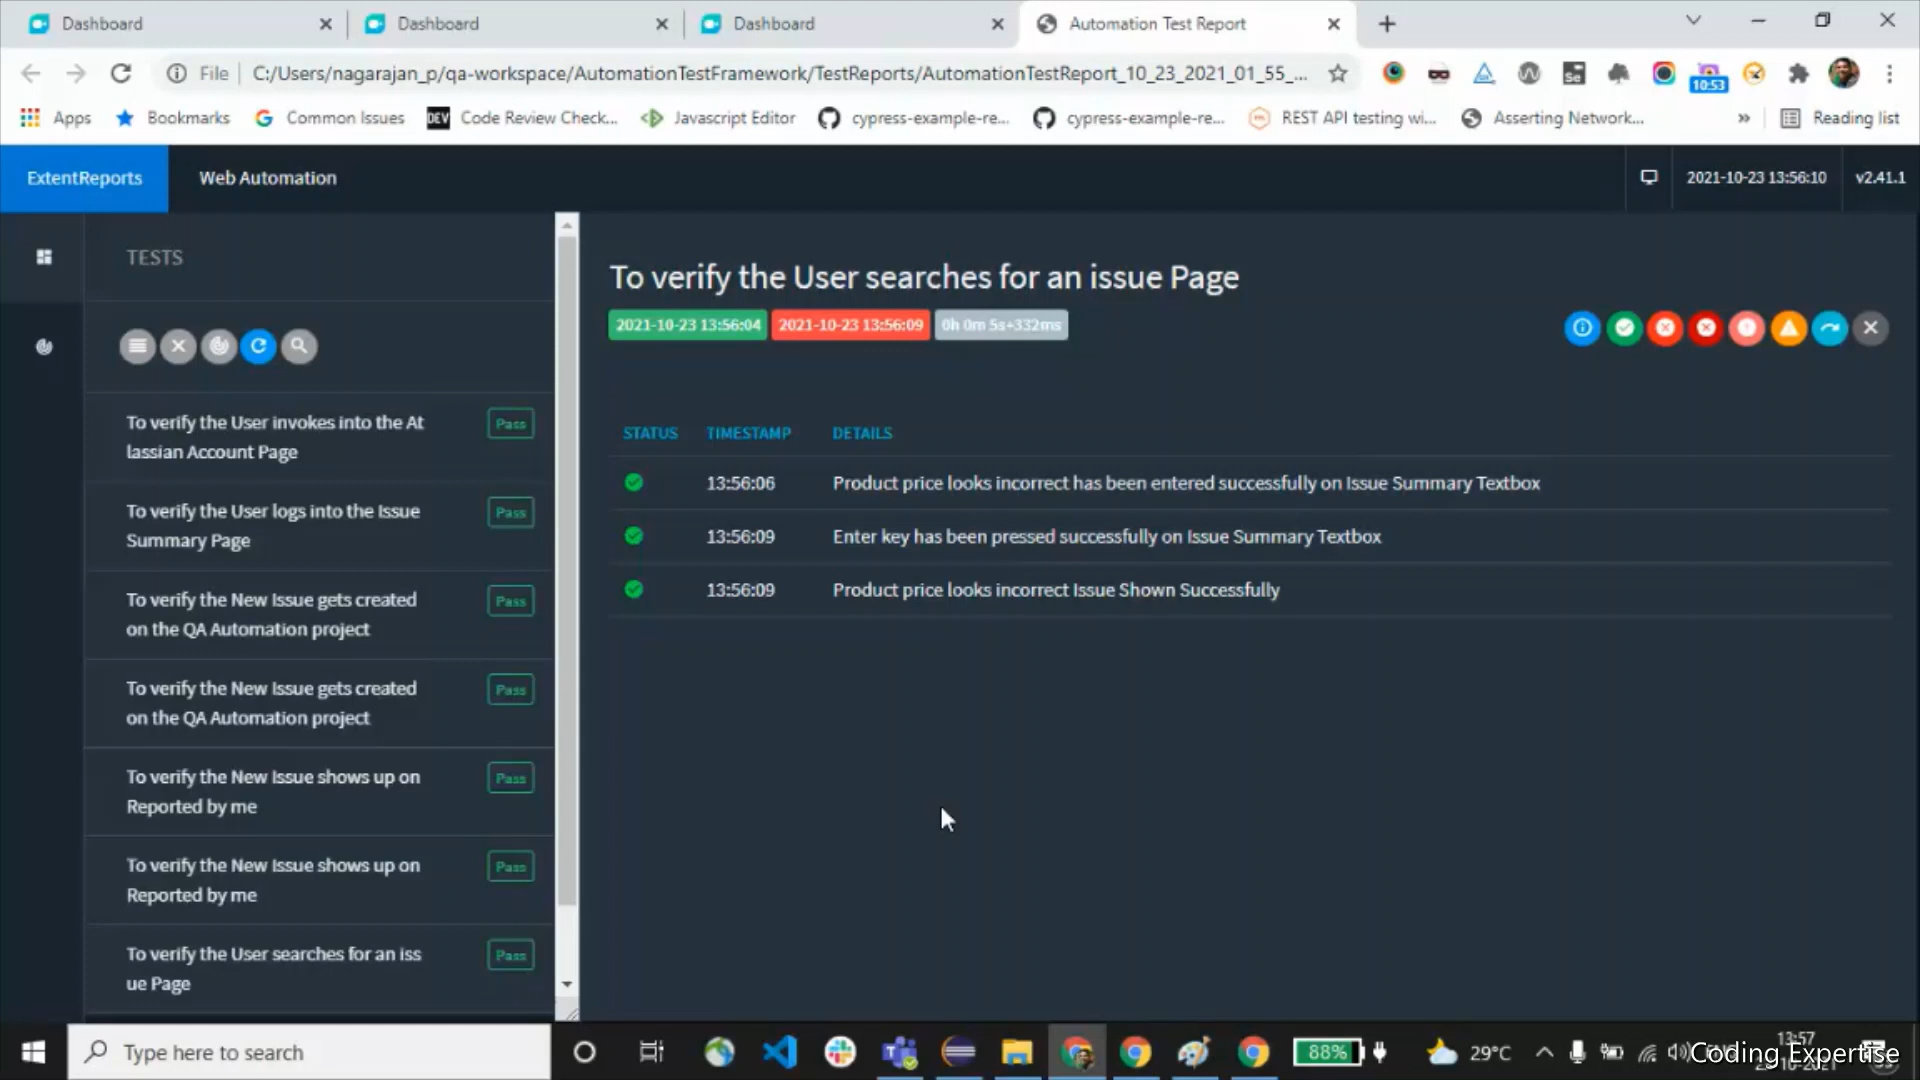 Dashboard
Dashboard
Dashboard
Automation Test Report
File
C:/Users/nagarajan_p/qa-workspace/AutomationTestFramework/TestReports/AutomationTestReport_10_23_2021_01_55_...
Se
10:53
Apps
Bookmarks
Common Issues
DEV
Code Review Check...
Javascript Editor
cypress-example-re...
cypress-example-re...
REST API testing wi...
Asserting Network...
»
Reading list
ExtentReports
Web Automation
2021-10-23 13:56:10
v2.41.1
TESTS
To verify the User invokes into the At
lassian Account Page
Pass
To verify the User logs into the Issue
Summary Page
Pass
To verify the New Issue gets created
on the QA Automation project
Pass
To verify the New Issue gets created
on the QA Automation project
Pass
To verify the New Issue shows up on
Reported by me
Pass
To verify the New Issue shows up on
Reported by me
Pass
To verify the User searches for an iss
ue Page
Pass
To verify the User searches for an issue Page
2021-10-23 13:56:04
2021-10-23 13:56:09
0h 0m 5s+332ms
STATUS
TIMESTAMP
DETAILS
13:56:06
Product price looks incorrect has been entered successfully on Issue Summary Textbox
13:56:09
Enter key has been pressed successfully on Issue Summary Textbox
13:56:09
Product price looks incorrect Issue Shown Successfully
Type here to search
88%
29°C
13:57
Coding Expertise